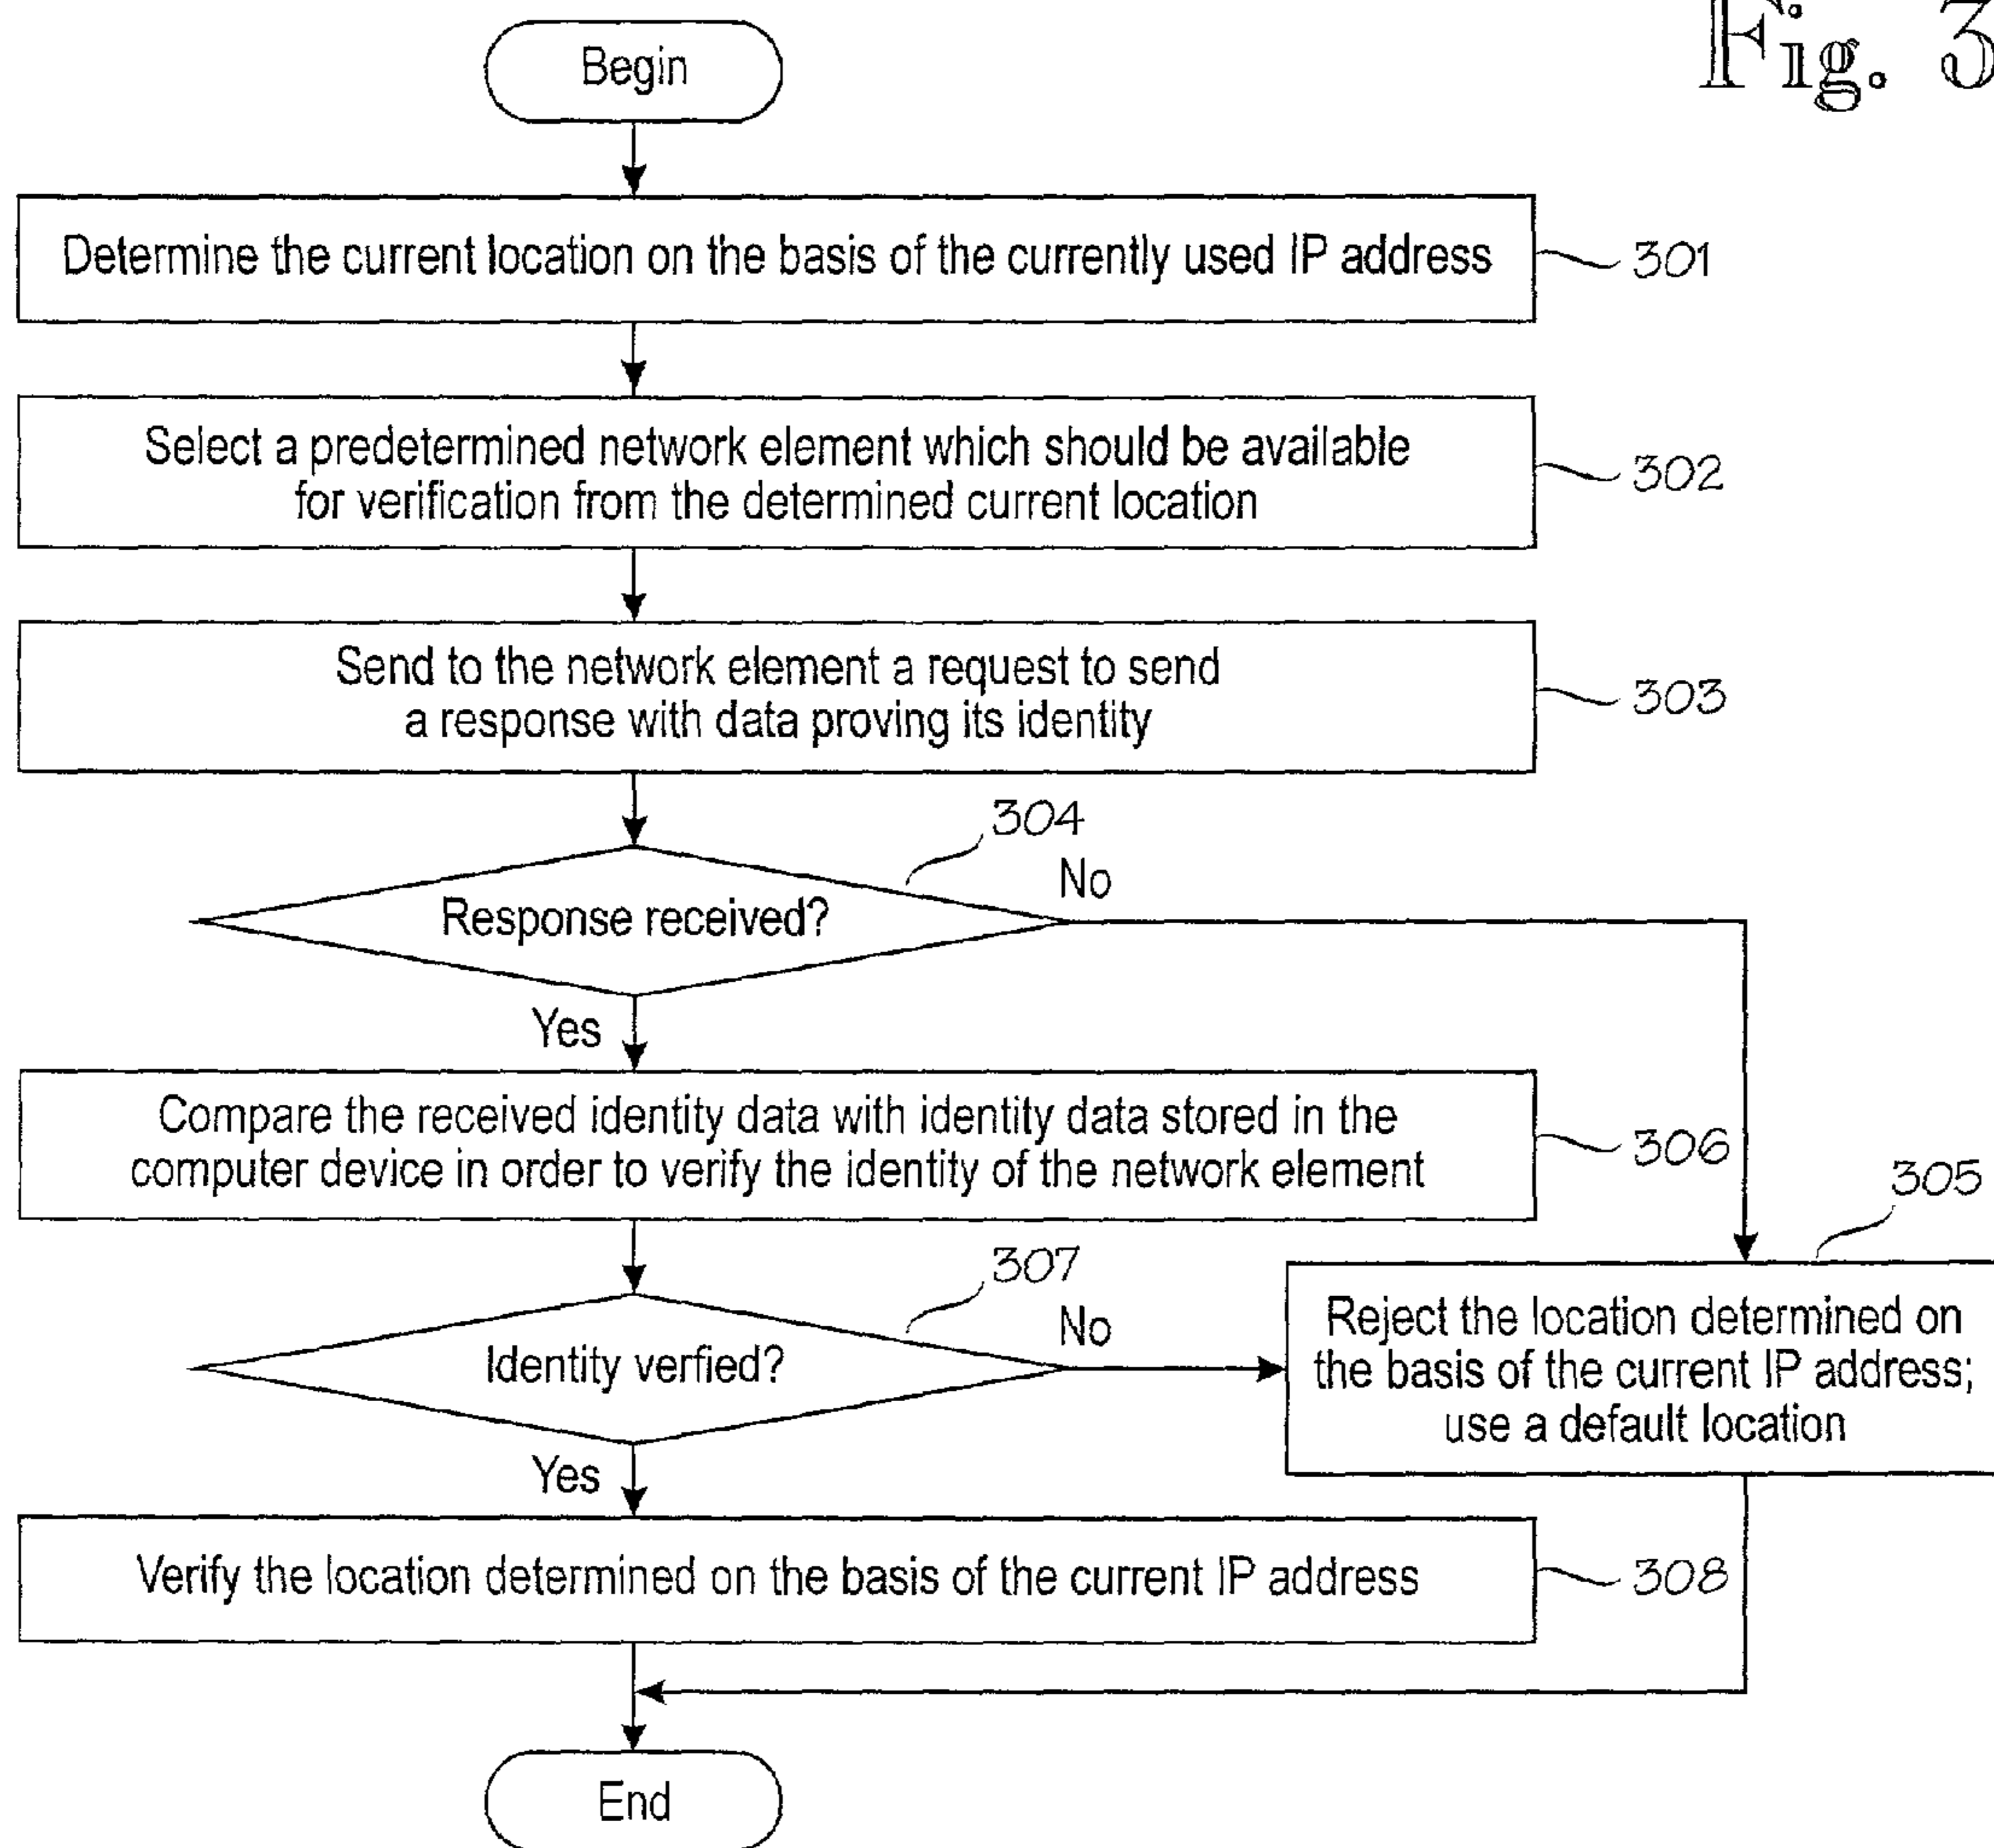 Fig. 3
Begin
Determine the current location on the basis of the currently used IP address
301
Select a predetermined network element which should be available
for verification from the determined current location
302
Send to the network element a request to send
a response with data proving its identity
303
304
Response received?
No
Yes
Compare the received identity data with identity data stored in the
computer device in order to verify the identity of the network element
306
305
307
Identity verfied?
No
Reject the location determined on
the basis of the current IP address;
use a default location
Yes
Verify the location determined on the basis of the current IP address
308
End